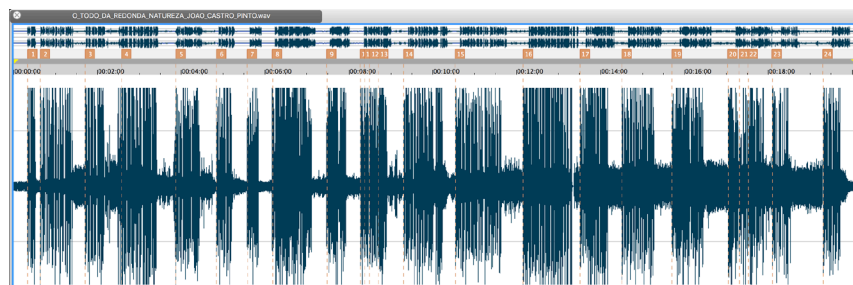 O_TODO_DA_REDONDA_NATUREZA_JOAO_CASTRO_PINTO.wav
1 2 3 4 5 6 7 8 9 11 12 13 14 15 16 17 18 19 20 21 22 23 24
|00:00:00 |00:02:00 |00:04:00 |00:06:00 |00:08:00 |00:10:00 |00:12:00 |00:14:00 |00:16:00 |00:18:00